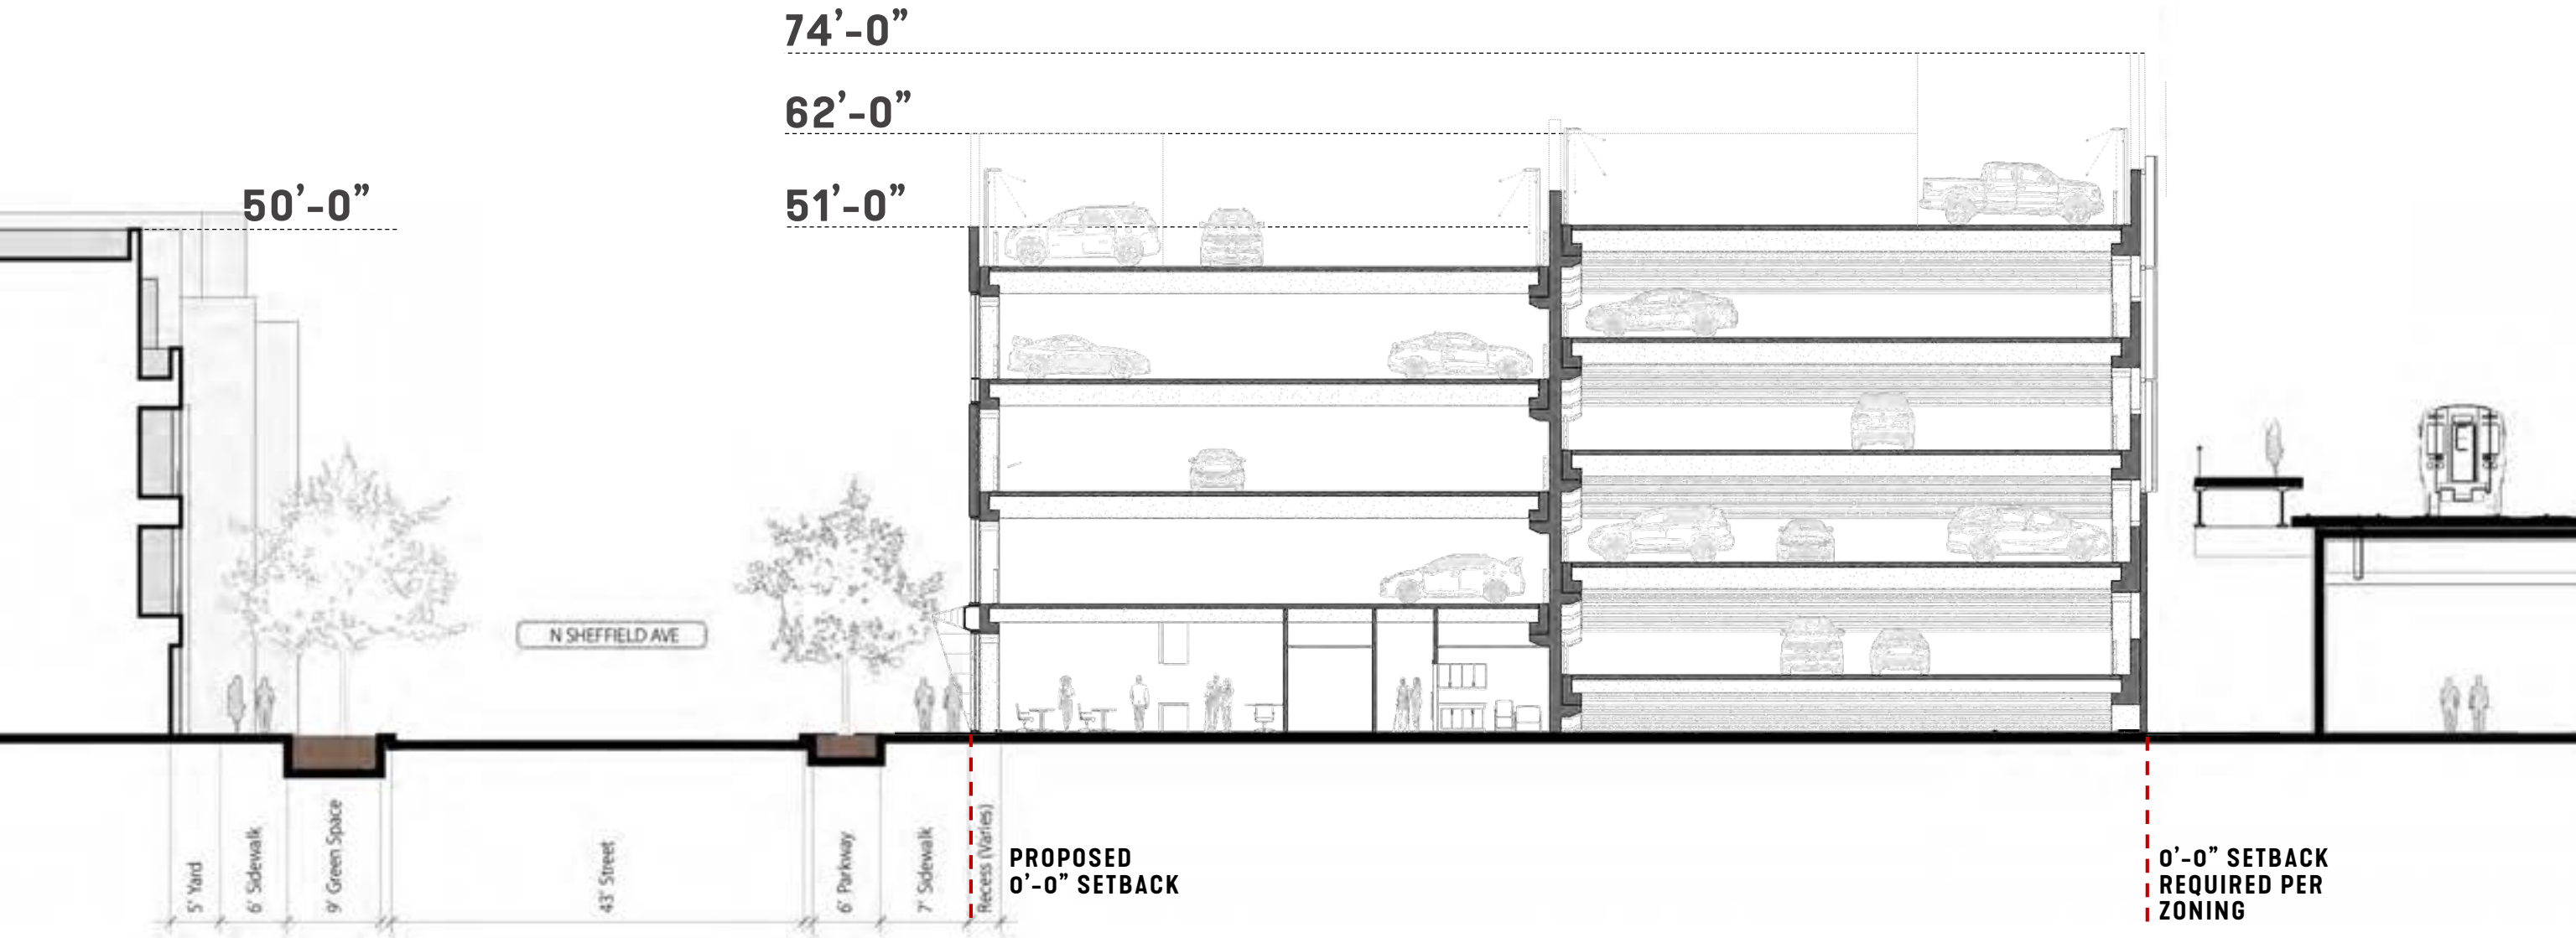 74’-0”
62’-0”
50’-0”
51’-0”
N SHEFFIELD AVE
5' Yard
6' Sidewalk
9' Green Space
43' Street
6' Parkway
7' Sidewalk
Recess (Varies)
PROPOSED
0’-0” SETBACK
0’-0” SETBACK
REQUIRED PER
ZONING